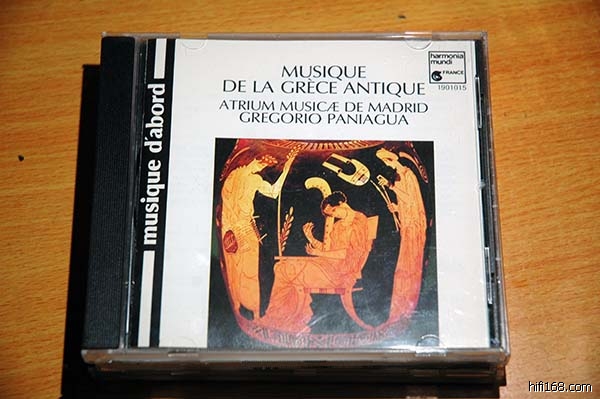 MUSIQUE
DE LA GRÈCE ANTIQUE
ATRIUM MUSICÆ DE MADRID
GREGORIO PANIAGUA
harmonia
mundi
FRANCE
1901015
musique d'abord
hifi168.com